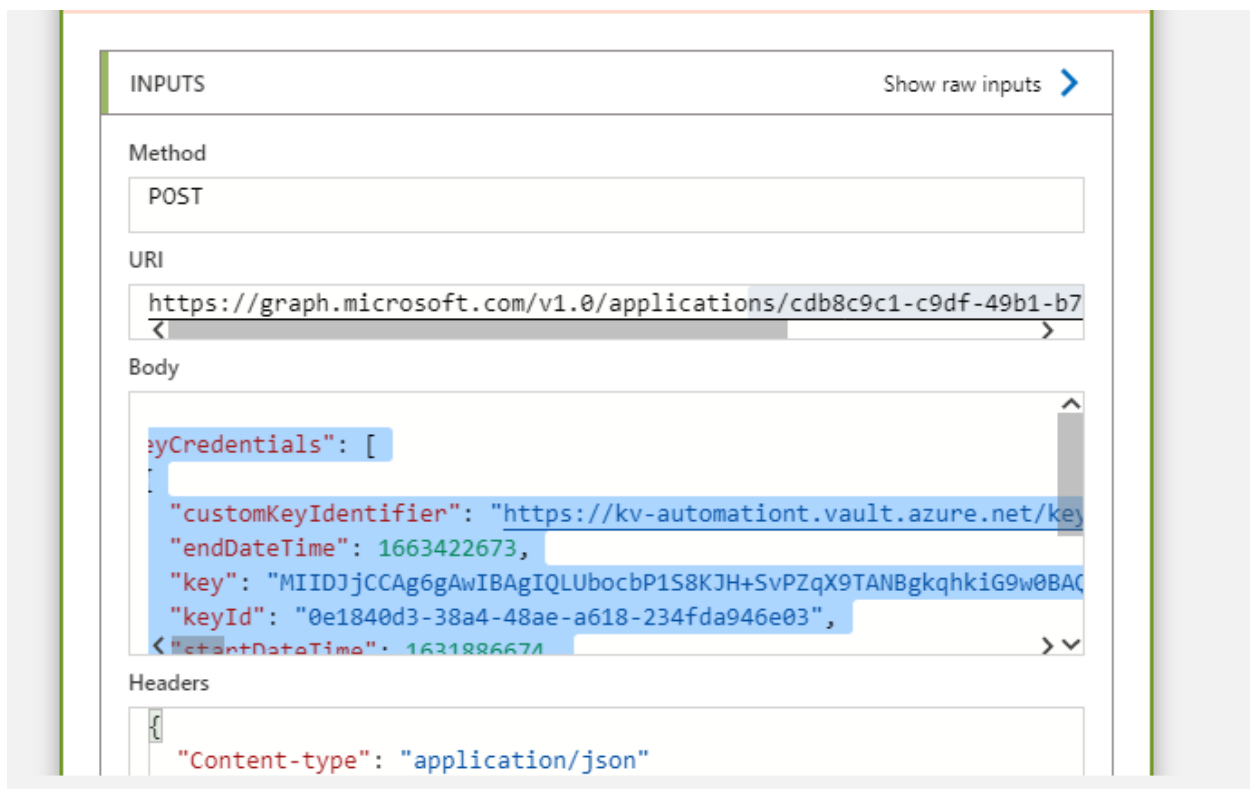 INPUTS
Show raw inputs
Method
POST
URI
https://graph.microsoft.com/v1.0/applications/cdb8c9c1-c9df-49b1-b7
Body
eyCredentials": [
{
"customKeyIdentifier": "https://kv-automationt.vault.azure.net/key
"endDateTime": 1663422673,
"key": "MIIDJjCCAg6gAwIBAgIQLUbocbP1S8KJH+SvPZqX9TANBgkqhkiG9w0BAQ
"keyId": "0e1840d3-38a4-48ae-a618-234fda946e03",
"startDateTime": 1631886674
Headers
{
"Content-type": "application/json"